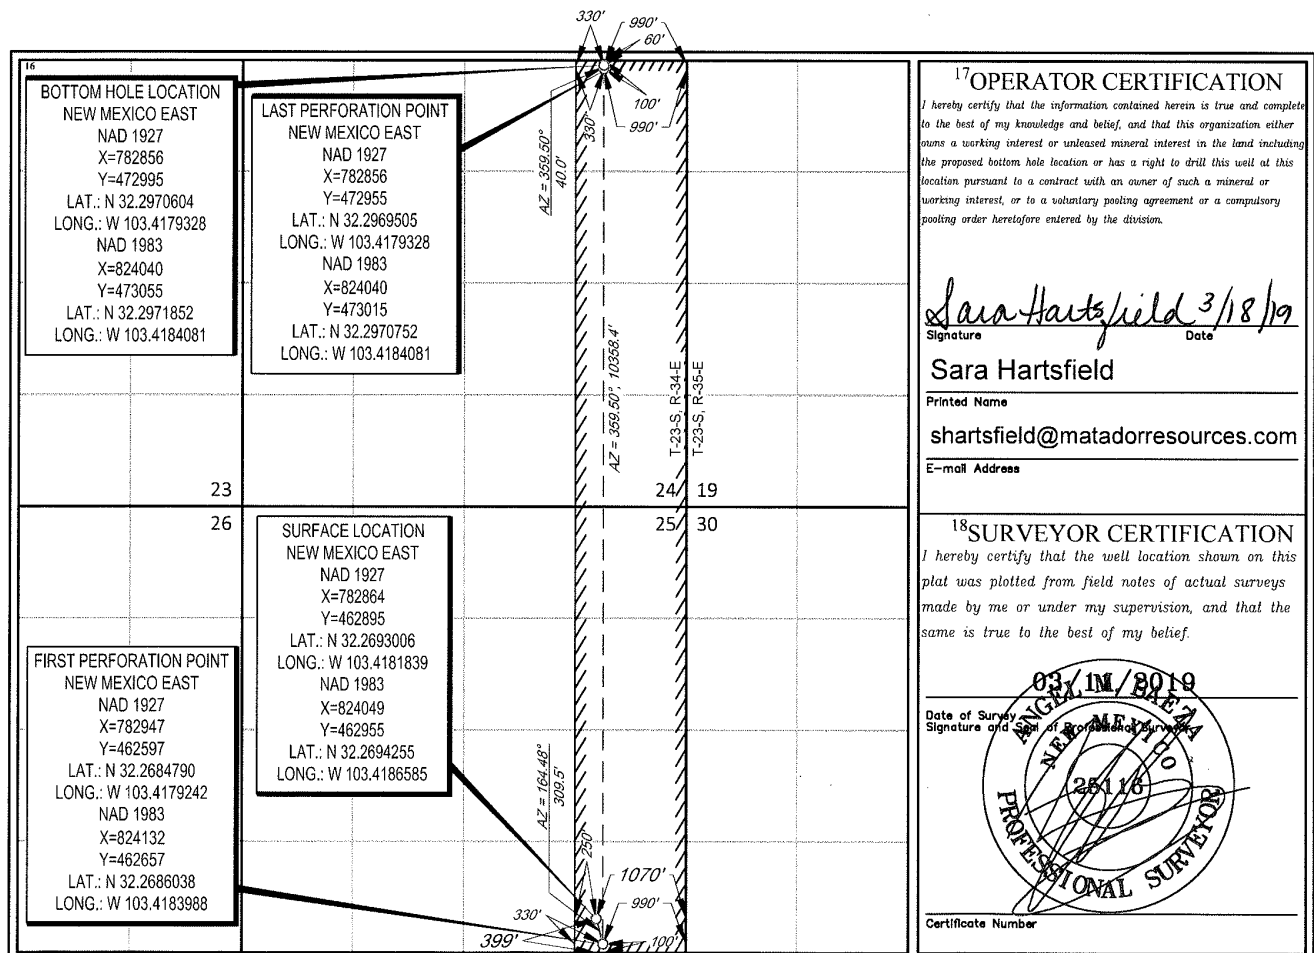 16
BOTTOM HOLE LOCATION
NEW MEXICO EAST
NAD 1927
X=782856
Y=472995
LAT.: N 32.2970604
LONG.: W 103.4179328
NAD 1983
X=824040
Y=473055
LAT.: N 32.2971852
LONG.: W 103.4184081
LAST PERFORATION POINT
NEW MEXICO EAST
NAD 1927
X=782856
Y=472955
LAT.: N 32.2969505
LONG.: W 103.4179328
NAD 1983
X=824040
Y=473015
LAT.: N 32.2970752
LONG.: W 103.4184081
330'
990'
60'
100'
330'
990'
AZ = 359.50°
40.0'
AZ = 359.50°, 10358.4'
T-23-S, R-34-E
T-23-S, R-35-E
23
24
19
26
25
30
SURFACE LOCATION
NEW MEXICO EAST
NAD 1927
X=782864
Y=462895
LAT.: N 32.2693006
LONG.: W 103.4181839
NAD 1983
X=824049
Y=462955
LAT.: N 32.2694255
LONG.: W 103.4186585
FIRST PERFORATION POINT
NEW MEXICO EAST
NAD 1927
X=782947
Y=462597
LAT.: N 32.2684790
LONG.: W 103.4179242
NAD 1983
X=824132
Y=462657
LAT.: N 32.2686038
LONG.: W 103.4183988
AZ = 164.48°
309.5'
250'
1070'
990'
330'
399'
100'
17OPERATOR CERTIFICATION
I hereby certify that the information contained herein is true and complete
to the best of my knowledge and belief, and that this organization either
owns a working interest or unleased mineral interest in the land including
the proposed bottom hole location or has a right to drill this well at this
location pursuant to a contract with an owner of such a mineral or
working interest, or to a voluntary pooling agreement or a compulsory
pooling order heretofore entered by the division.
Sara Hartsfield 3/18/19
Signature Date
Sara Hartsfield
Printed Name
shartsfield@matadorresources.com
E-mail Address
18SURVEYOR CERTIFICATION
I hereby certify that the well location shown on this
plat was plotted from field notes of actual surveys
made by me or under my supervision, and that the
same is true to the best of my belief.
03/11/2019
Date of Survey
Signature and Seal of Professional Surveyor
ANGEL M. BAEZA
NEW MEXICO
25116
PROFESSIONAL SURVEYOR
Certificate Number